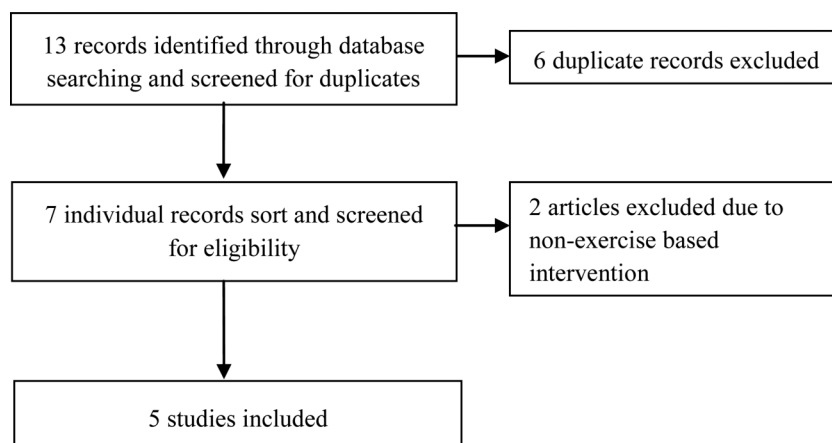 13 records identified through database
searching and screened for duplicates
6 duplicate records excluded
7 individual records sort and screened
for eligibility
2 articles excluded due to
non-exercise based
intervention
5 studies included